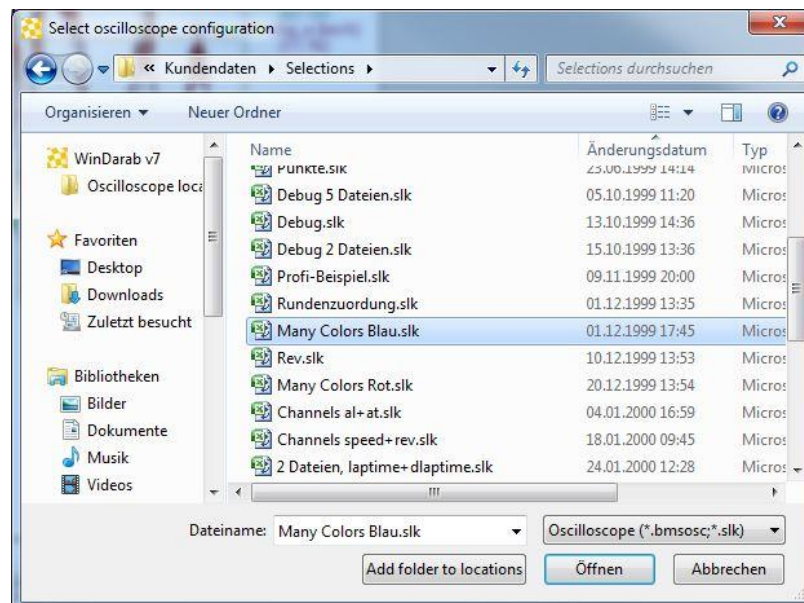 Select oscilloscope configuration
« Kundendaten ▸ Selections ▸
Selections durchsuchen
Organisieren
Neuer Ordner
WinDarab v7
Oscilloscope loca
Favoriten
Desktop
Downloads
Zuletzt besucht
Bibliotheken
Bilder
Dokumente
Musik
Videos
Name Änderungsdatum Typ
Punkte.slk 23.06.1999 14:14 Micros
Debug 5 Dateien.slk 05.10.1999 11:20 Micros
Debug.slk 13.10.1999 14:36 Micros
Debug 2 Dateien.slk 15.10.1999 13:36 Micros
Profi-Beispiel.slk 09.11.1999 20:00 Micros
Rundenzuordung.slk 01.12.1999 13:35 Micros
Many Colors Blau.slk 01.12.1999 17:45 Micros
Rev.slk 10.12.1999 13:53 Micros
Many Colors Rot.slk 20.12.1999 13:54 Micros
Channels al+at.slk 04.01.2000 16:59 Micros
Channels speed+rev.slk 18.01.2000 09:45 Micros
2 Dateien, laptime+dlaptime.slk 24.01.2000 12:28 Micros
Dateiname: Many Colors Blau.slk
Oscilloscope (*.bmsosc;*.slk)
Add folder to locations
Öffnen
Abbrechen